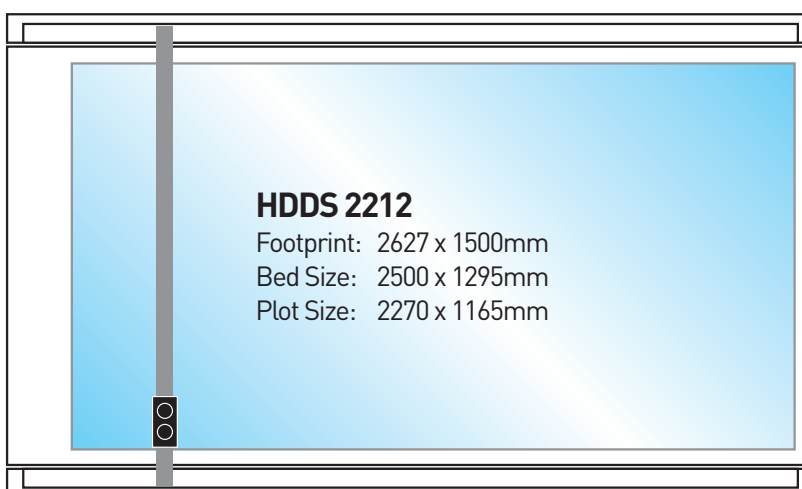 HDDS 2212
Footprint: 2627 x 1500mm
Bed Size: 2500 x 1295mm
Plot Size: 2270 x 1165mm